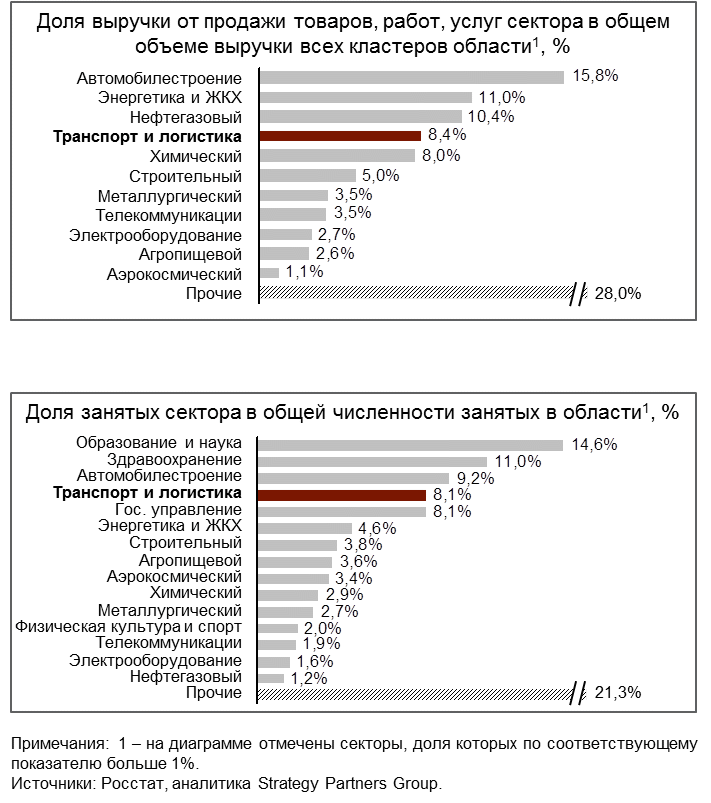 Доля выручки от продажи товаров, работ, услуг сектора в общем
объеме выручки всех кластеров области1, %
Автомобилестроение 15,8%
Энергетика и ЖКХ 11,0%
Нефтегазовый 10,4%
Транспорт и логистика 8,4%
Химический 8,0%
Строительный 5,0%
Металлургический 3,5%
Телекоммуникации 3,5%
Электрооборудование 2,7%
Агропищевой 2,6%
Аэрокосмический 1,1%
Прочие 28,0%
Доля занятых сектора в общей численности занятых в области1, %
Образование и наука 14,6%
Здравоохранение 11,0%
Автомобилестроение 9,2%
Транспорт и логистика 8,1%
Гос. управление 8,1%
Энергетика и ЖКХ 4,6%
Строительный 3,8%
Агропищевой 3,6%
Аэрокосмический 3,4%
Химический 2,9%
Металлургический 2,7%
Физическая культура и спорт 2,0%
Телекоммуникации 1,9%
Электрооборудование 1,6%
Нефтегазовый 1,2%
Прочие 21,3%
Примечания: 1 – на диаграмме отмечены секторы, доля которых по соответствующему
показателю больше 1%.
Источники: Росстат, аналитика Strategy Partners Group.